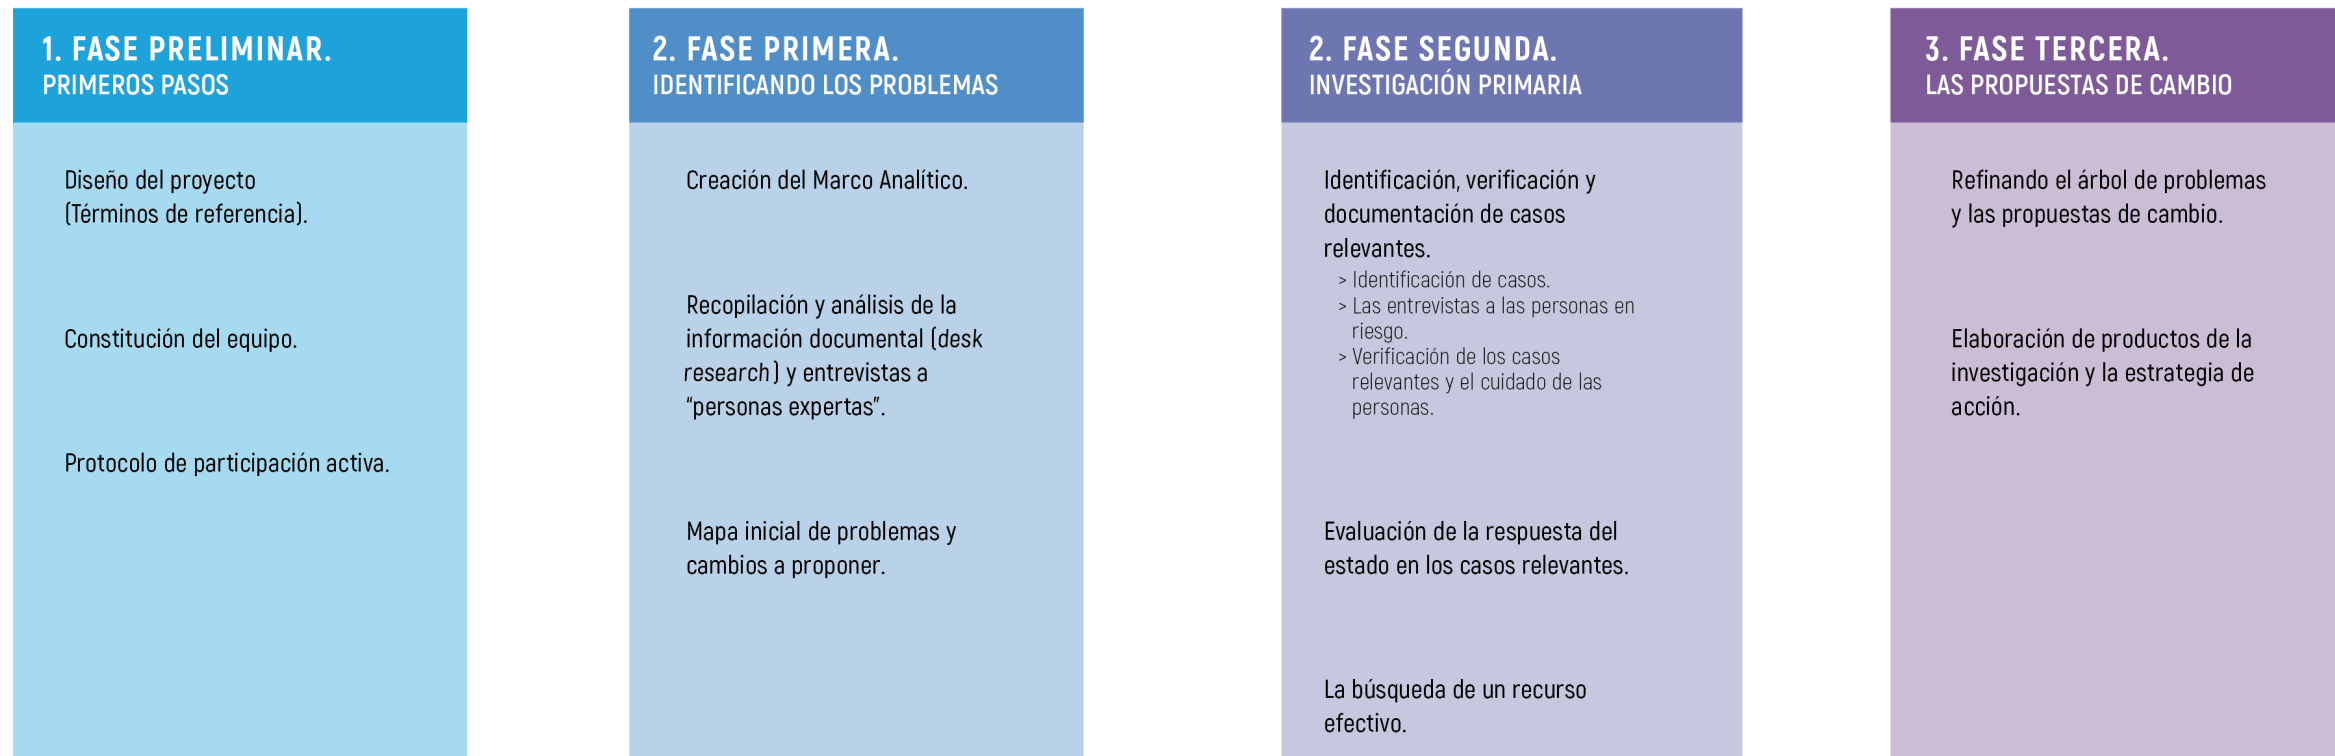 1. FASE PRELIMINAR.
PRIMEROS PASOS
Diseño del proyecto
(Términos de referencia).
Constitución del equipo.
Protocolo de participación activa.
2. FASE PRIMERA.
IDENTIFICANDO LOS PROBLEMAS
Creación del Marco Analítico.
Recopilación y análisis de la
información documental (desk
research) y entrevistas a
“personas expertas”.
Mapa inicial de problemas y
cambios a proponer.
2. FASE SEGUNDA.
INVESTIGACIÓN PRIMARIA
Identificación, verificación y
documentación de casos
relevantes.
> Identificación de casos.
> Las entrevistas a las personas en
riesgo.
> Verificación de los casos
relevantes y el cuidado de las
personas.
Evaluación de la respuesta del
estado en los casos relevantes.
La búsqueda de un recurso
efectivo.
3. FASE TERCERA.
LAS PROPUESTAS DE CAMBIO
Refinando el árbol de problemas
y las propuestas de cambio.
Elaboración de productos de la
investigación y la estrategia de
acción.